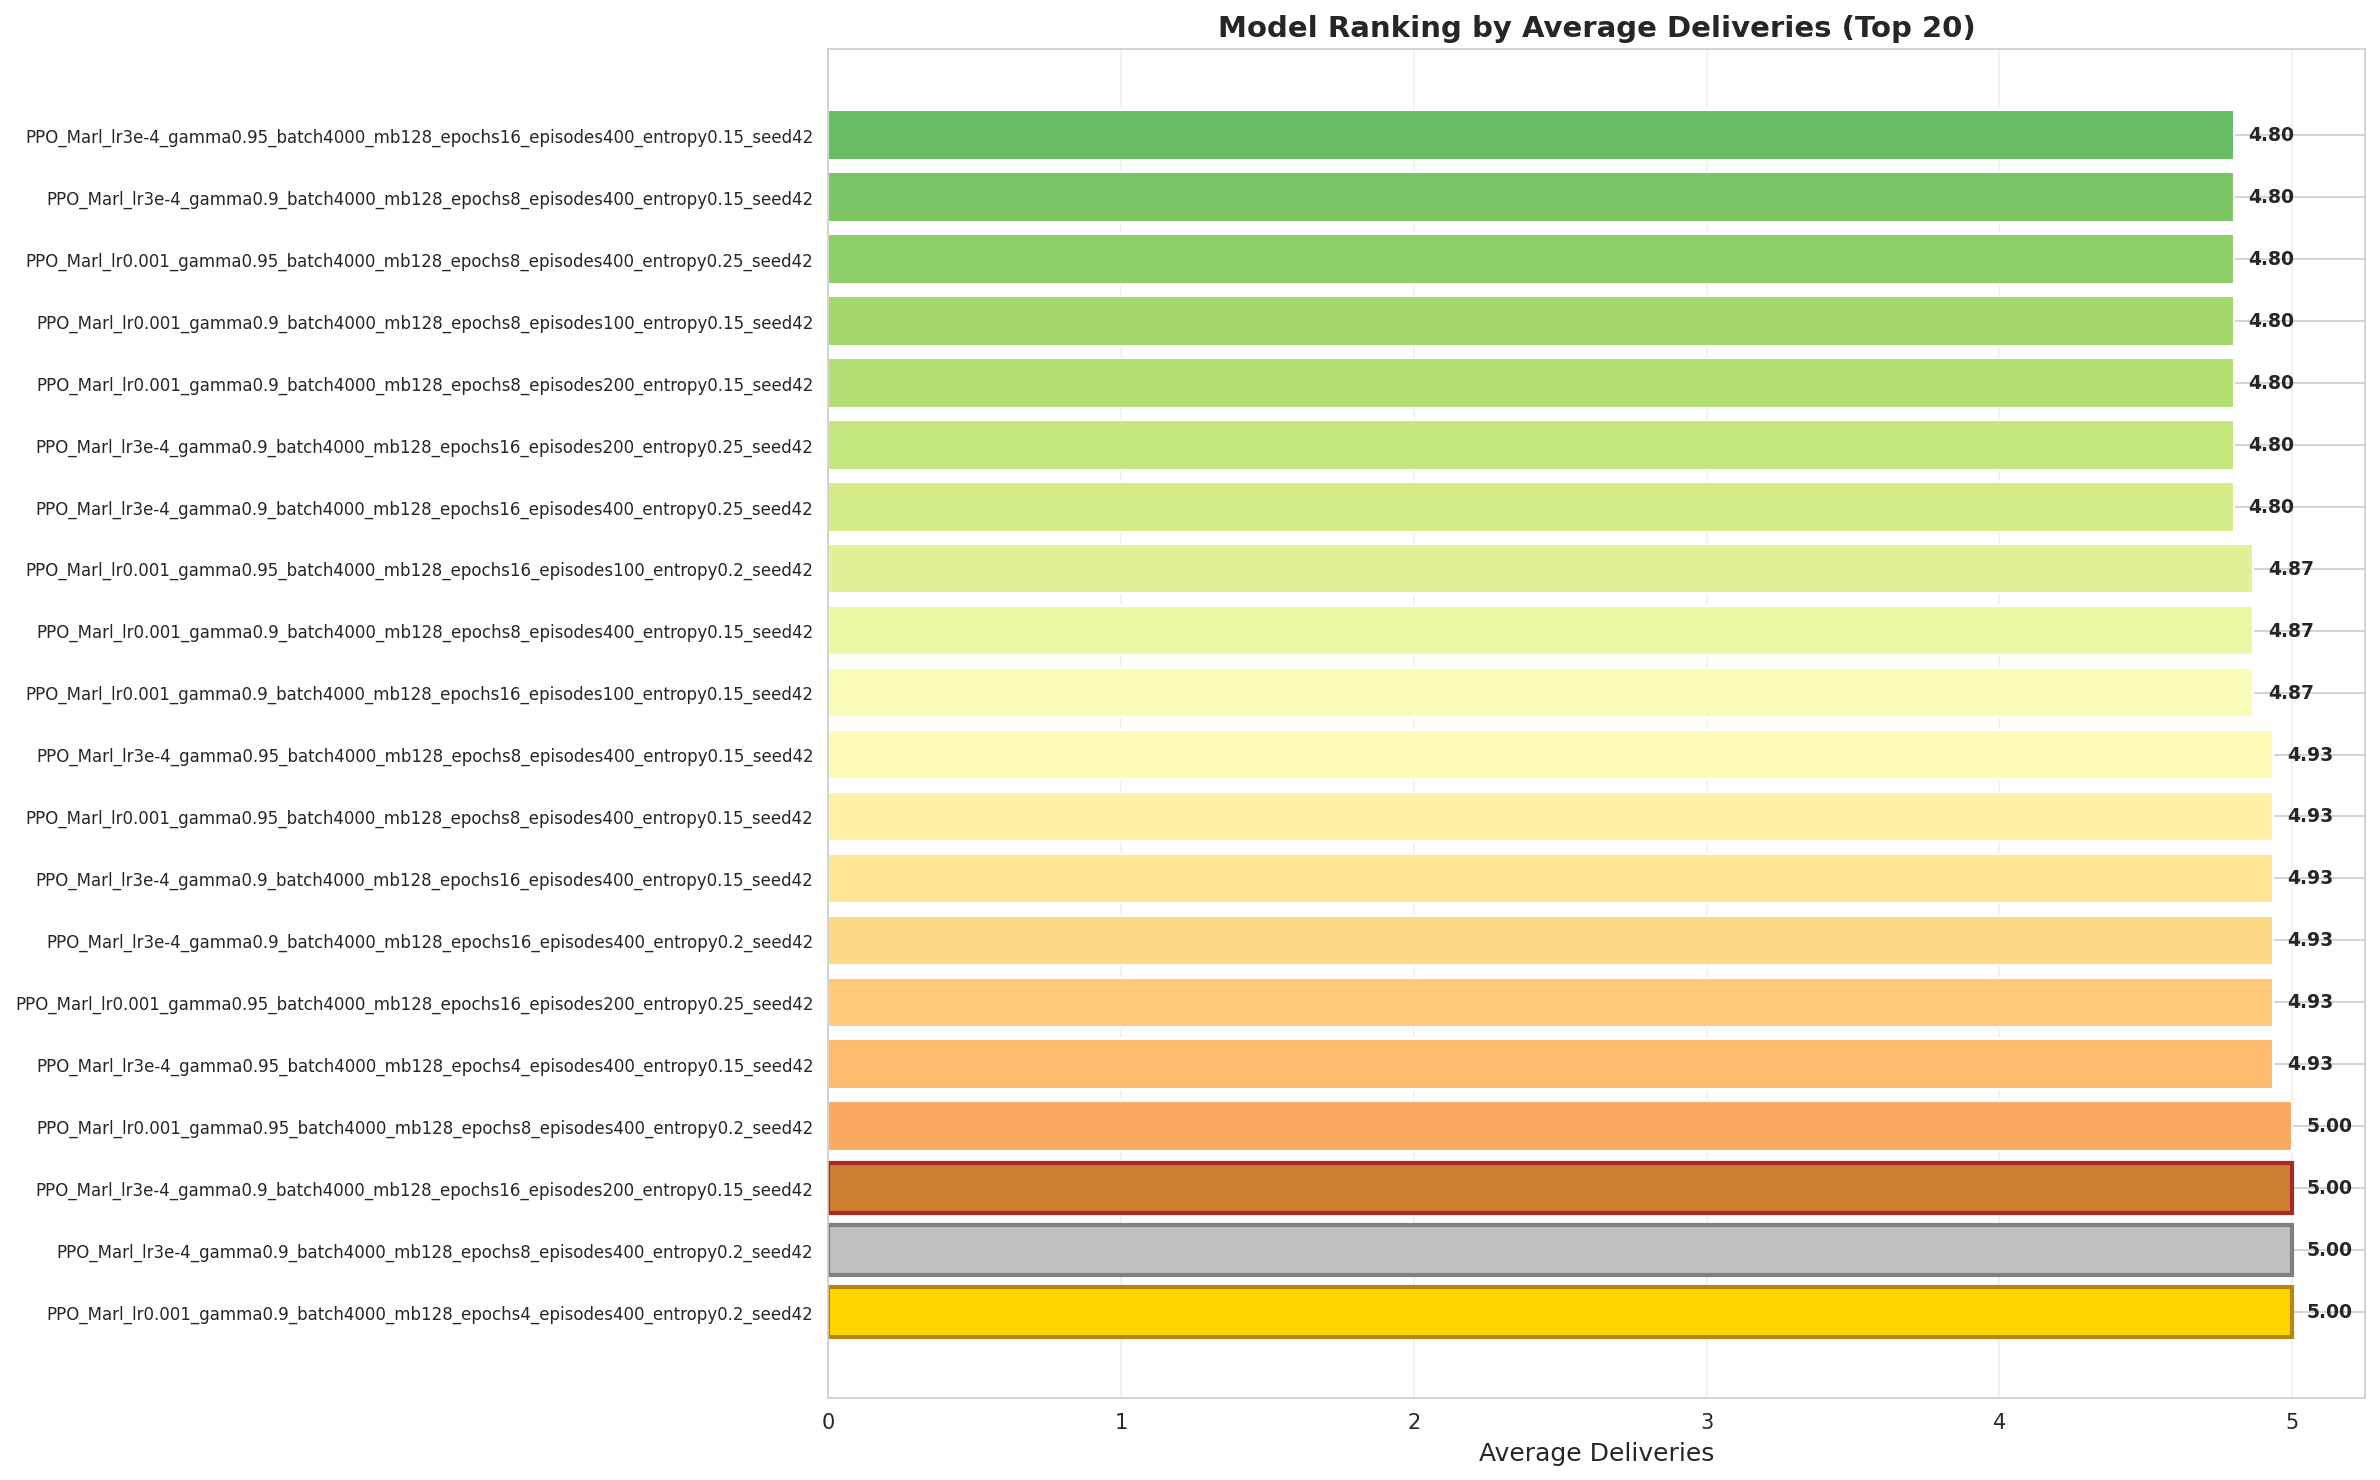 Model Ranking by Average Deliveries (Top 20)
PPO_Marl_lr3e-4_gamma0.95_batch4000_mb128_epochs16_episodes400_entropy0.15_seed42 4.80
PPO_Marl_lr3e-4_gamma0.9_batch4000_mb128_epochs8_episodes400_entropy0.15_seed42 4.80
PPO_Marl_lr0.001_gamma0.95_batch4000_mb128_epochs8_episodes400_entropy0.25_seed42 4.80
PPO_Marl_lr0.001_gamma0.9_batch4000_mb128_epochs8_episodes100_entropy0.15_seed42 4.80
PPO_Marl_lr0.001_gamma0.9_batch4000_mb128_epochs8_episodes200_entropy0.15_seed42 4.80
PPO_Marl_lr3e-4_gamma0.9_batch4000_mb128_epochs16_episodes200_entropy0.25_seed42 4.80
PPO_Marl_lr3e-4_gamma0.9_batch4000_mb128_epochs16_episodes400_entropy0.25_seed42 4.80
PPO_Marl_lr0.001_gamma0.95_batch4000_mb128_epochs16_episodes100_entropy0.2_seed42 4.87
PPO_Marl_lr0.001_gamma0.9_batch4000_mb128_epochs8_episodes400_entropy0.15_seed42 4.87
PPO_Marl_lr0.001_gamma0.9_batch4000_mb128_epochs16_episodes100_entropy0.15_seed42 4.87
PPO_Marl_lr3e-4_gamma0.95_batch4000_mb128_epochs8_episodes400_entropy0.15_seed42 4.93
PPO_Marl_lr0.001_gamma0.95_batch4000_mb128_epochs8_episodes400_entropy0.15_seed42 4.93
PPO_Marl_lr3e-4_gamma0.9_batch4000_mb128_epochs16_episodes400_entropy0.15_seed42 4.93
PPO_Marl_lr3e-4_gamma0.9_batch4000_mb128_epochs16_episodes400_entropy0.2_seed42 4.93
PPO_Marl_lr0.001_gamma0.95_batch4000_mb128_epochs16_episodes200_entropy0.25_seed42 4.93
PPO_Marl_lr3e-4_gamma0.95_batch4000_mb128_epochs4_episodes400_entropy0.15_seed42 4.93
PPO_Marl_lr0.001_gamma0.95_batch4000_mb128_epochs8_episodes400_entropy0.2_seed42 5.00
PPO_Marl_lr3e-4_gamma0.9_batch4000_mb128_epochs16_episodes200_entropy0.15_seed42 5.00
PPO_Marl_lr3e-4_gamma0.9_batch4000_mb128_epochs8_episodes400_entropy0.2_seed42 5.00
PPO_Marl_lr0.001_gamma0.9_batch4000_mb128_epochs4_episodes400_entropy0.2_seed42 5.00
0 1 2 3 4 5
Average Deliveries